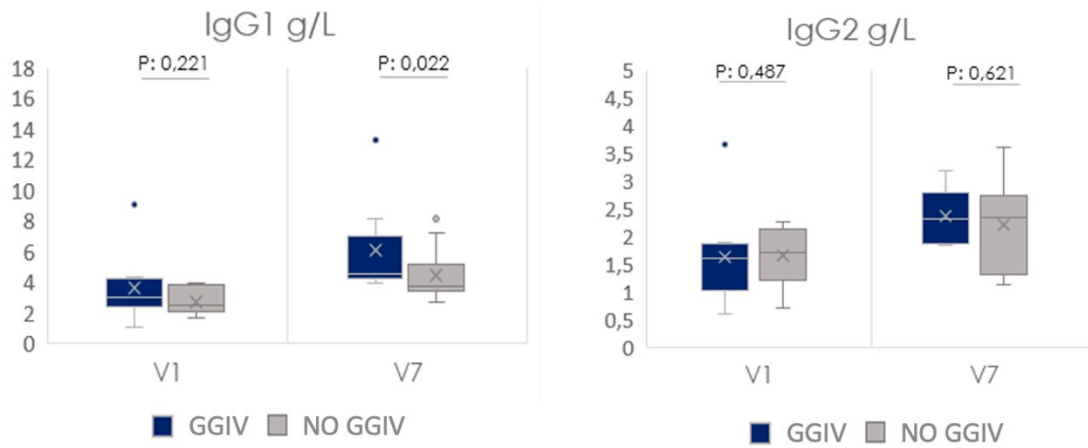 IgG1 g/L
P: 0,221
P: 0,022
18
16
14
12
10
8
6
4
2
0
V1
V7
GGIV
NO GGIV
IgG2 g/L
P: 0,487
P: 0,621
5
4,5
4
3,5
3
2,5
2
1,5
1
0,5
0
V1
V7
GGIV
NO GGIV